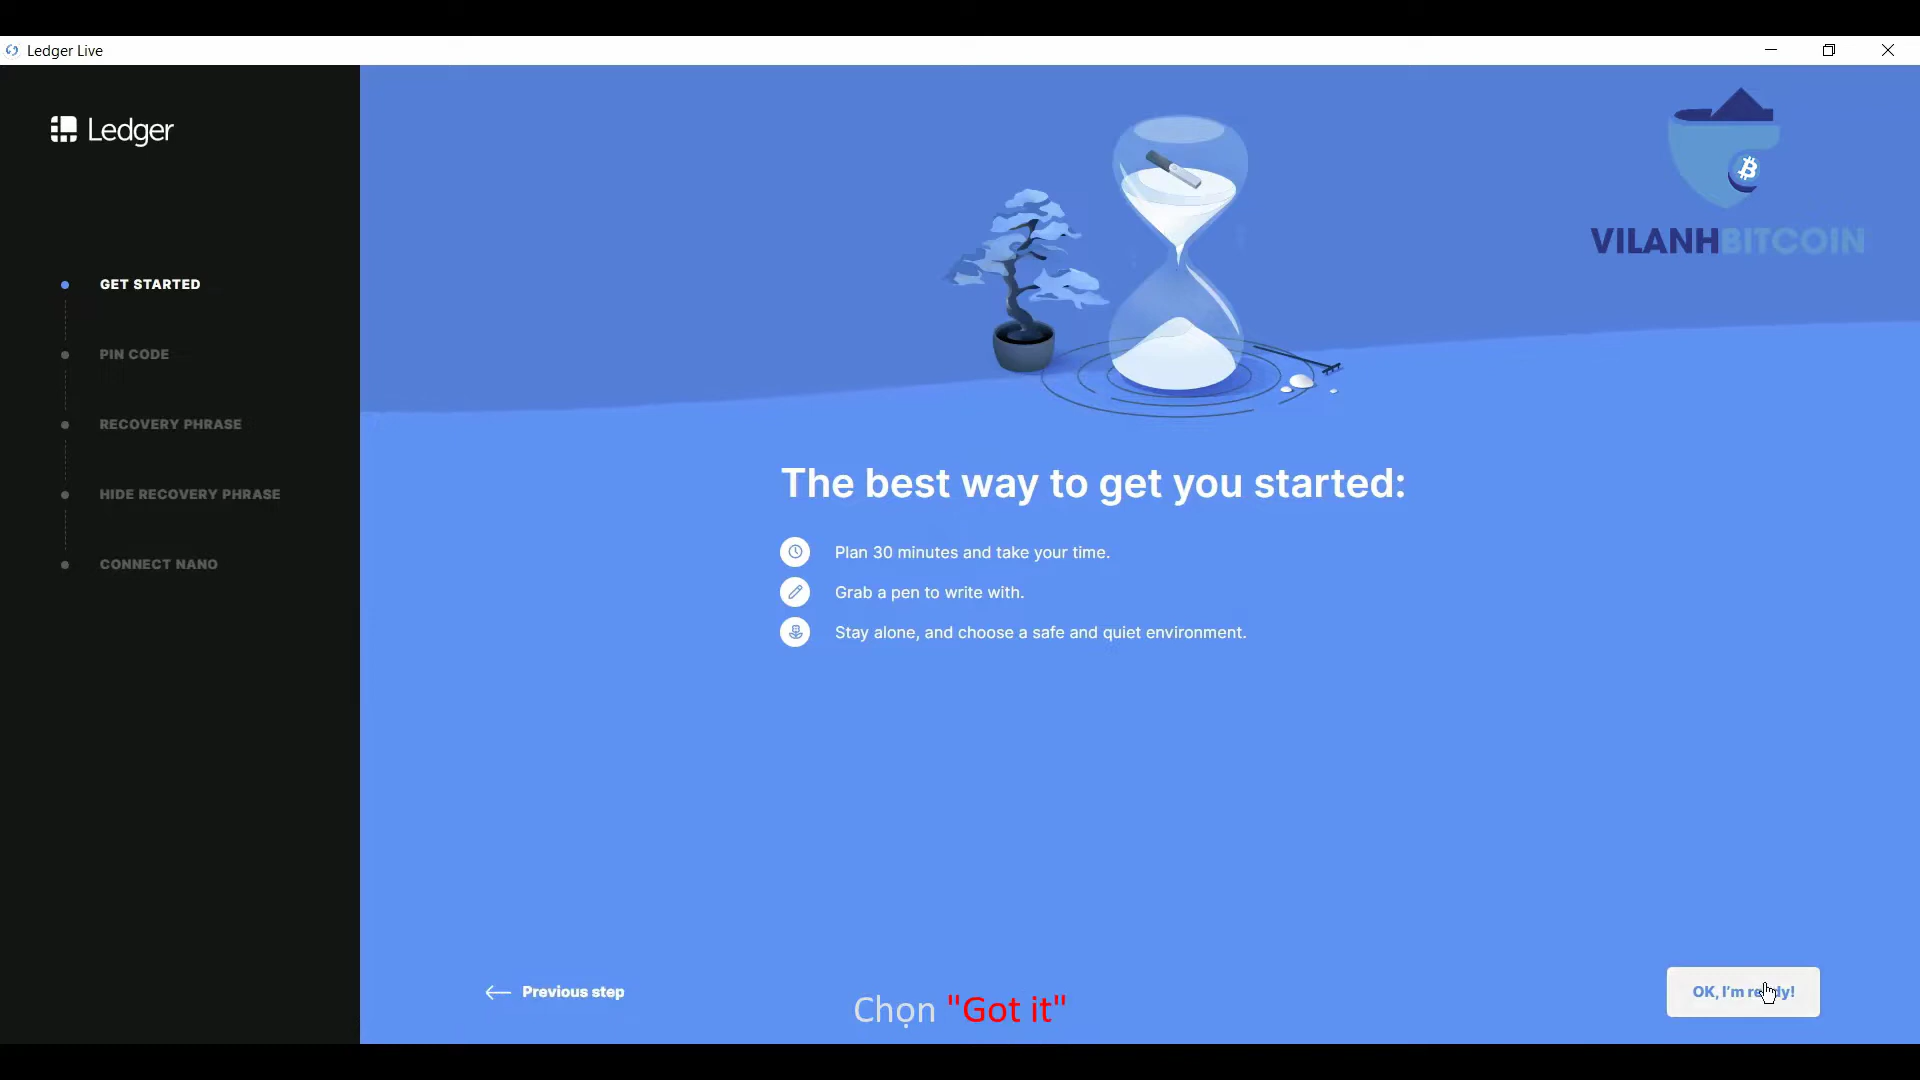 Ledger Live
Ledger
VILANHBITCOIN
GET STARTED
PIN CODE
RECOVERY PHRASE
HIDE RECOVERY PHRASE
CONNECT NANO
The best way to get you started:
Plan 30 minutes and take your time.
Grab a pen to write with.
Stay alone, and choose a safe and quiet environment.
Previous step
Chọn "Got it"
OK, I'm ready!